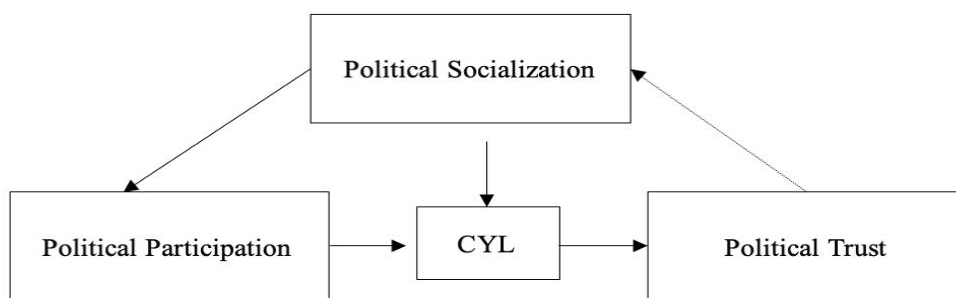 Political Socialization
Political Participation
CYL
Political Trust